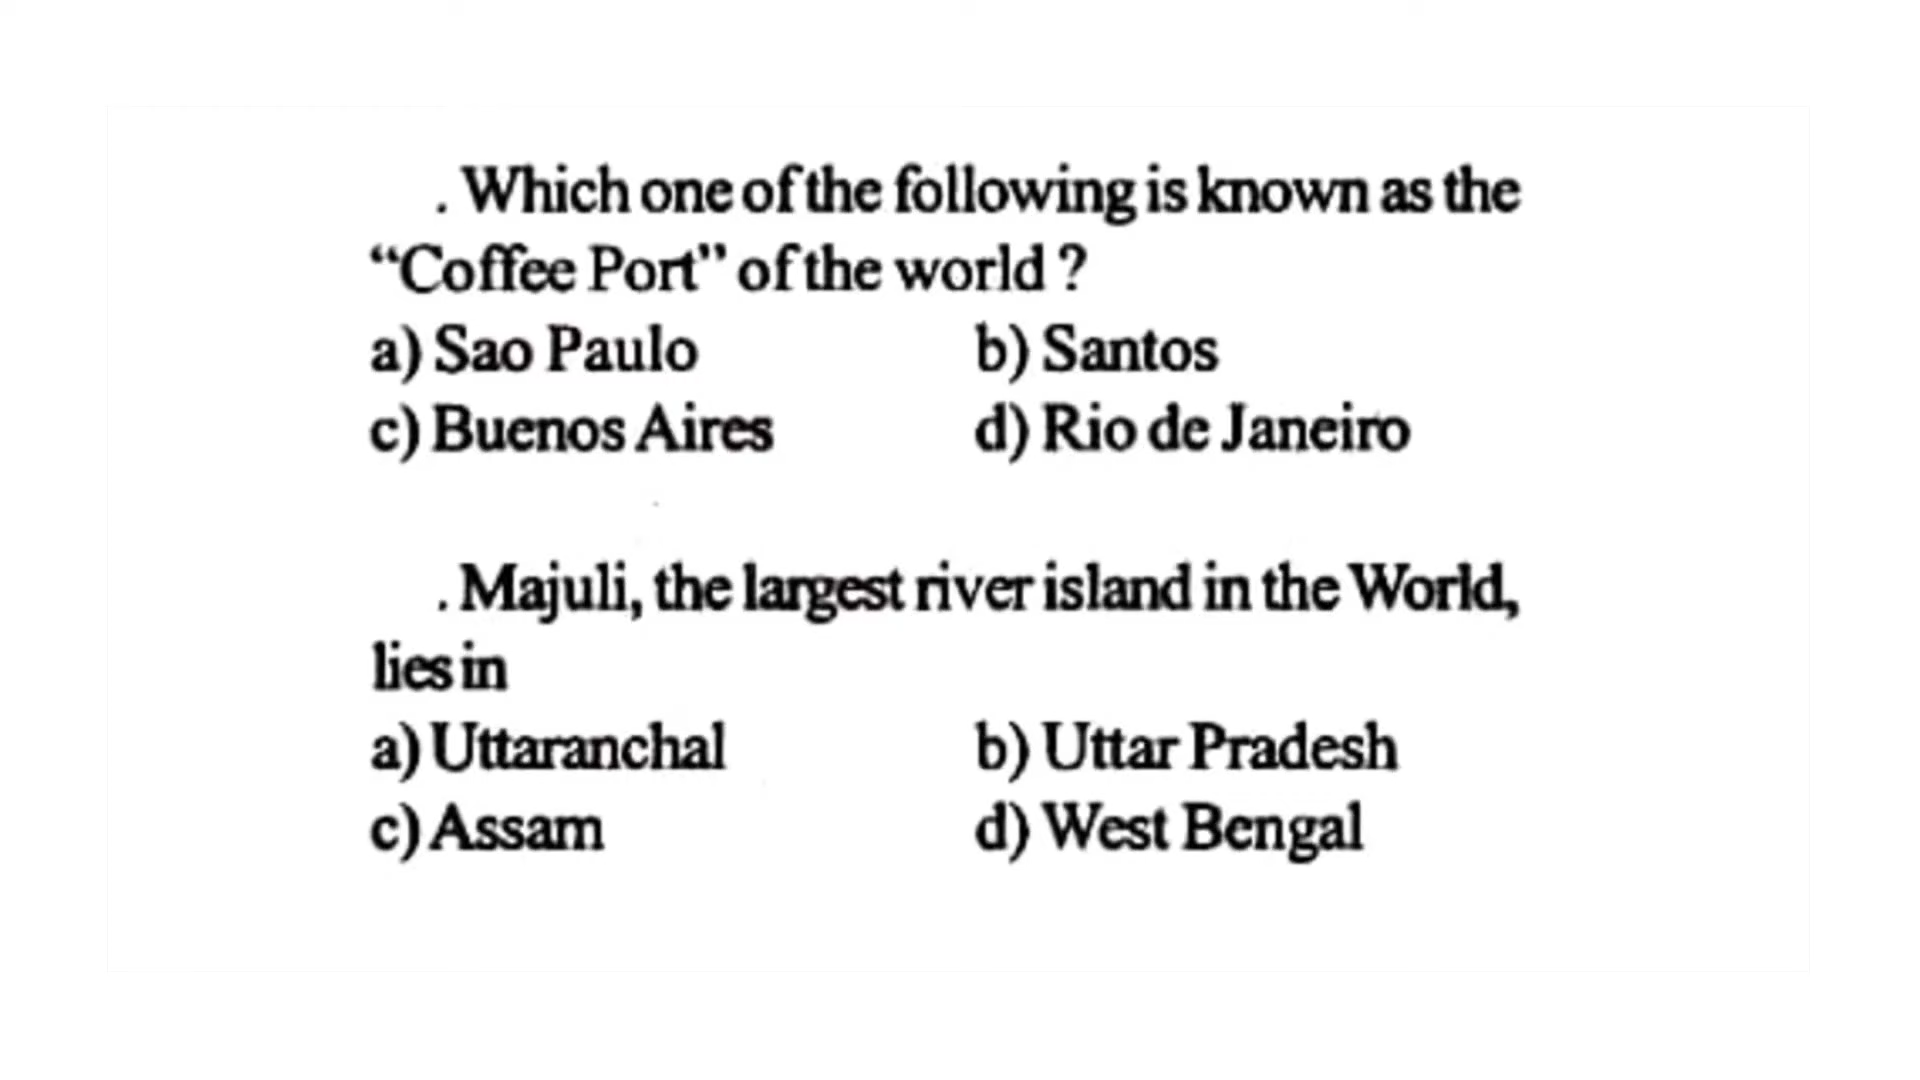 . Which one of the following is known as the
“Coffee Port” of the world ?
a) Sao Paulo b) Santos
c) Buenos Aires d) Rio de Janeiro
. Majuli, the largest river island in the World,
lies in
a) Uttaranchal b) Uttar Pradesh
c) Assam d) West Bengal